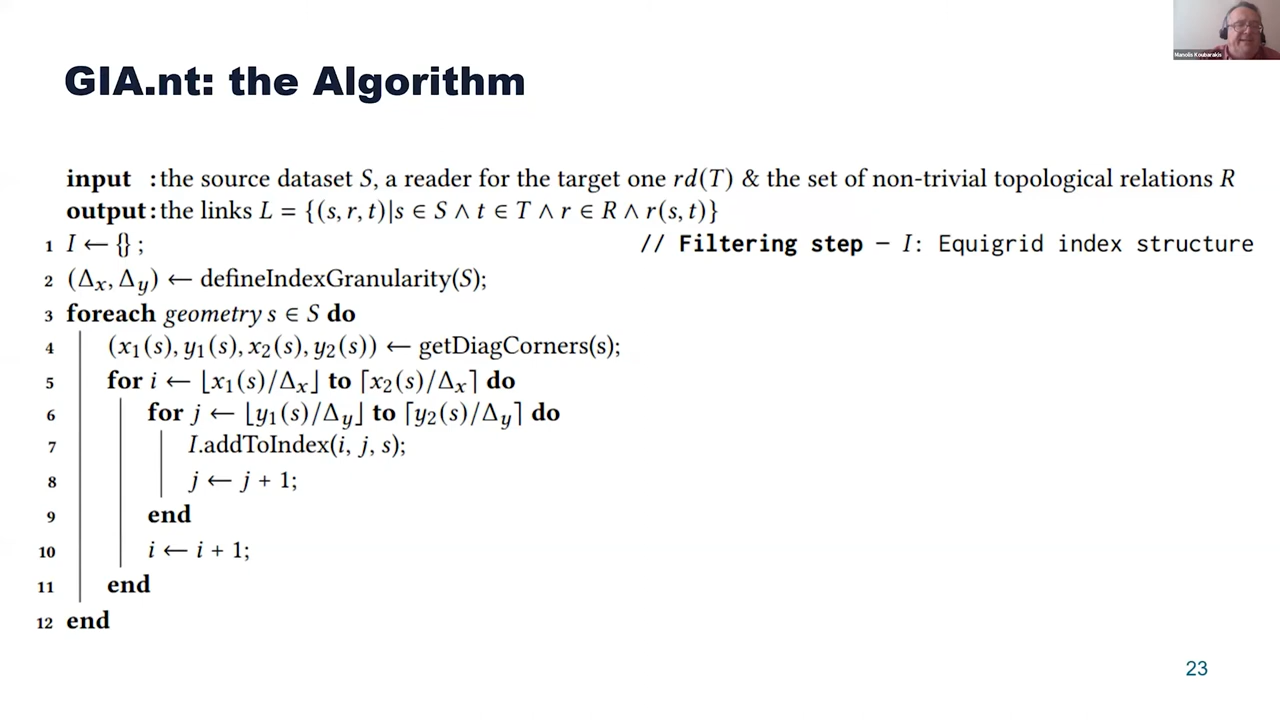 Manolis Koubarakis
GIA.nt: the Algorithm
input : the source dataset S, a reader for the target one rd(T) & the set of non-trivial topological relations R
output: the links L = {(s, r, t)|s ∈ S ∧ t ∈ T ∧ r ∈ R ∧ r(s, t)}
1 I ← {} ; // Filtering step – I: Equigrid index structure
2 (Δx, Δy) ← defineIndexGranularity(S);
3 foreach geometry s ∈ S do
4 (x1(s), y1(s), x2(s), y2(s)) ← getDiagCorners(s);
5 for i ← ⌊x1(s)/Δx⌋ to ⌈x2(s)/Δx⌉ do
6 for j ← ⌊y1(s)/Δy⌋ to ⌈y2(s)/Δy⌉ do
7 I.addToIndex(i, j, s);
8 j ← j + 1;
9 end
10 i ← i + 1;
11 end
12 end
23